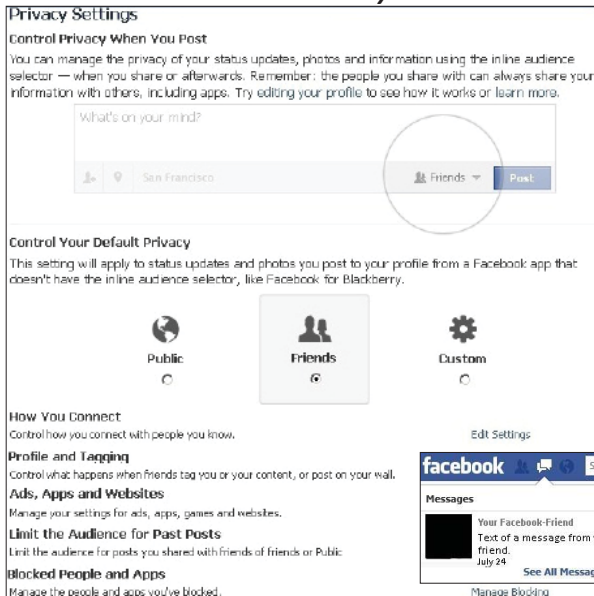 Privacy Settings
Control Privacy When You Post
You can manage the privacy of your status updates, photos and information using the inline audience
selector — when you share or afterwards. Remember: the people you share with can always share your
information with others, including apps. Try editing your profile to see how it works or learn more.
What's on your mind?
San Francisco Friends Post
Control Your Default Privacy
This setting will apply to status updates and photos you post to your profile from a Facebook app that
doesn't have the inline audience selector, like Facebook for Blackberry.
Public Friends Custom
How You Connect
Control how you connect with people you know. Edit Settings
Profile and Tagging
Control what happens when friends tag you or your content, or post on your wall.
Ads, Apps and Websites
Manage your settings for ads, apps, games and websites.
Limit the Audience for Past Posts
Limit the audience for posts you shared with friends of friends or Public
Blocked People and Apps
Manage the people and apps you've blocked. Manage Blocking
facebook S
Messages
Your Facebook-Friend
Text of a message from
friend.
July 24
See All Messag